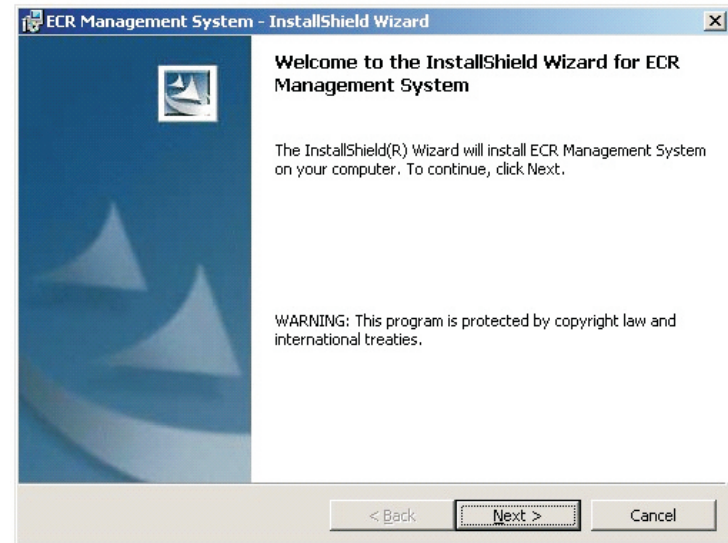 ECR Management System - InstallShield Wizard
Welcome to the InstallShield Wizard for ECR
Management System
The InstallShield(R) Wizard will install ECR Management System
on your computer. To continue, click Next.
WARNING: This program is protected by copyright law and
international treaties.
< Back Next > Cancel